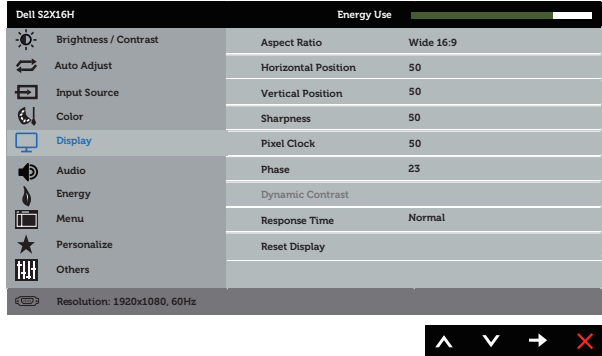 Dell S2X16H Energy Use
Brightness / Contrast
Auto Adjust
Input Source
Color
Display
Audio
Energy
Menu
Personalize
Others
Aspect Ratio Wide 16:9
Horizontal Position 50
Vertical Position 50
Sharpness 50
Pixel Clock 50
Phase 23
Dynamic Contrast
Response Time Normal
Reset Display
Resolution: 1920x1080, 60Hz